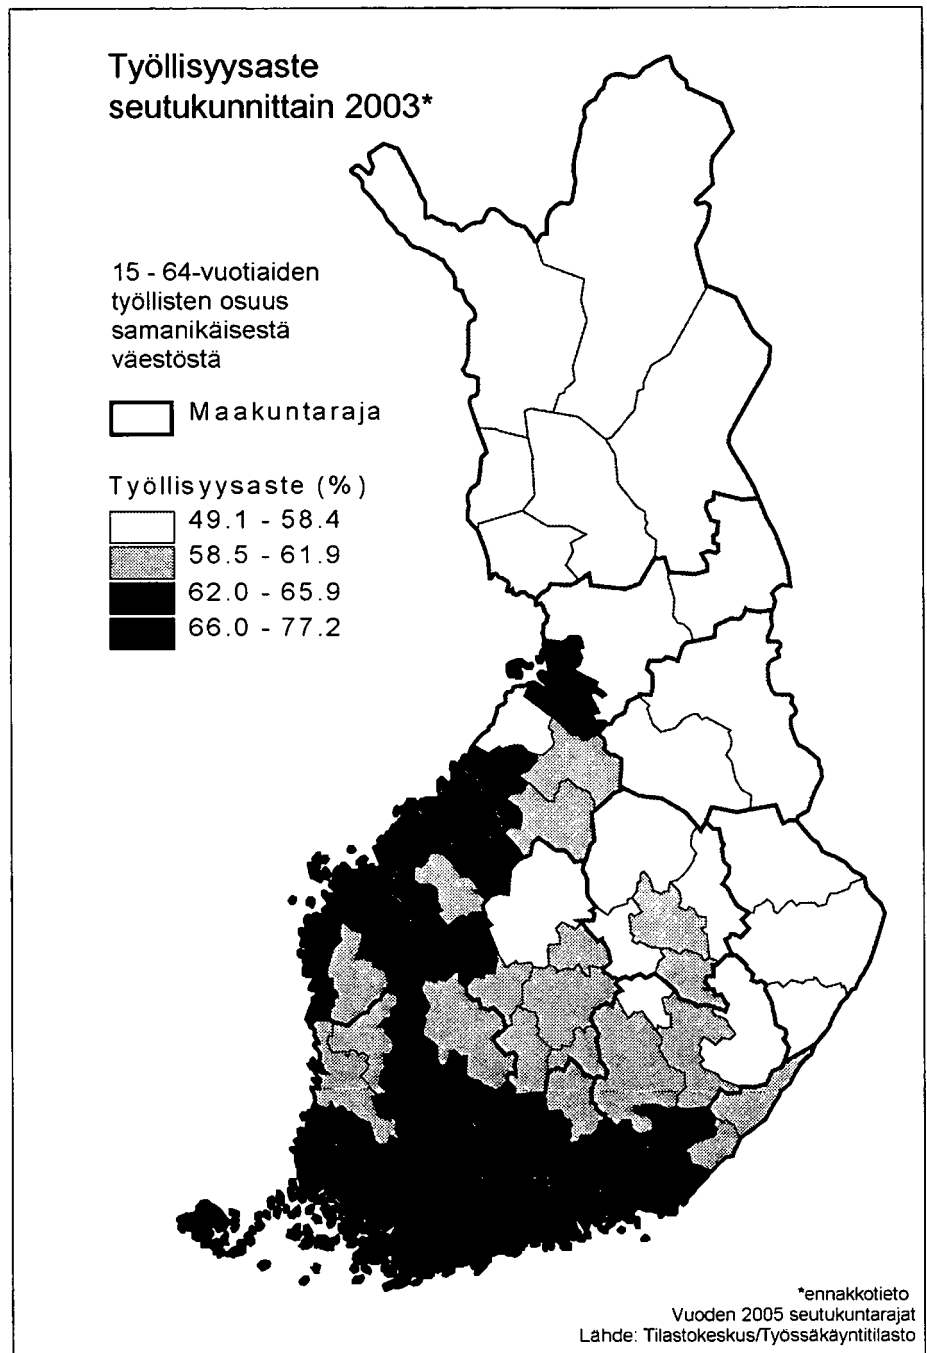 Työllisyysaste
seutukunnittain 2003*
15 - 64-vuotiaiden
työllisten osuus
samanikäisestä
väestöstä
Maakuntaraja
Työllisyysaste (%)
49.1 - 58.4
58.5 - 61.9
62.0 - 65.9
66.0 - 77.2
*ennakkotieto
Vuoden 2005 seutukuntarajat
Lähde: Tilastokeskus/Työssäkäyntitilasto